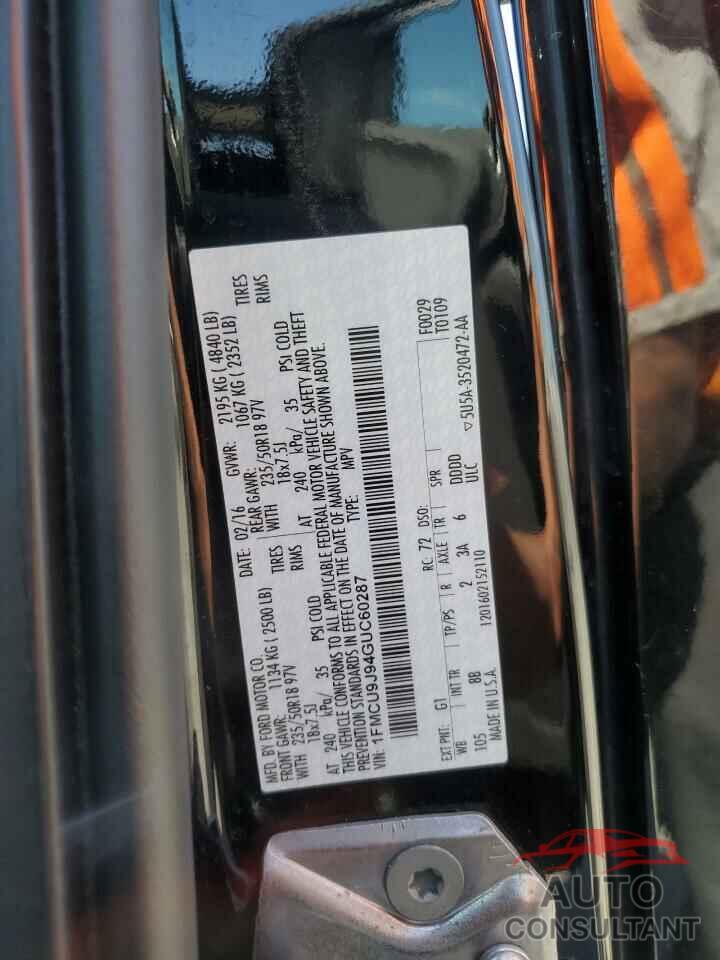 MFD. BY FORD MOTOR CO.
DATE: 02/16 GVWR: 2195 KG ( 4840 LB)
FRONT GAWR: 1134 KG ( 2500 LB)
REAR GAWR: 1067 KG ( 2352 LB)
WITH 235/50R18 97V TIRES
WITH 235/50R18 97V TIRES
18x7.5J RIMS
18x7.5J RIMS
AT 240 kPa/ 35 PSI COLD
AT 240 kPa/ 35 PSI COLD
THIS VEHICLE CONFORMS TO ALL APPLICABLE FEDERAL MOTOR VEHICLE SAFETY AND THEFT
PREVENTION STANDARDS IN EFFECT ON THE DATE OF MANUFACTURE SHOWN ABOVE.
VIN: 1FMCU9J94GUC60287
TYPE: MPV
F0029
T0109
EXT PNT: G1 RC: 72 DSO:
WB INT TR TP/PS R AXLE TR SPR
105 8B 2 3A 6 DDDD
ULC
▽ 5U5A-3520472-AA
MADE IN U.S.A. 1201602152110
AUTO
CONSULTANT